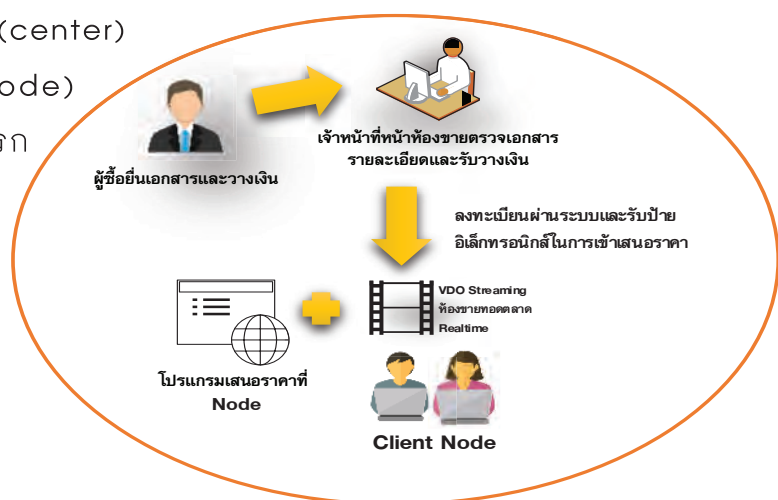 (center)
ode)
เจ้าหน้าที่หน้าห้องขายตรวจเอกสาร
รายละเอียดและรับวางเงิน
ผู้ซื้อยื่นเอกสารและวางเงิน
ลงทะเบียนผ่านระบบและรับป้าย
อิเล็กทรอนิกส์ในการเข้าเสนอราคา
VDO Streaming
ห้องขายทอดตลาด
Realtime
โปรแกรมเสนอราคาที่
Node
Client Node